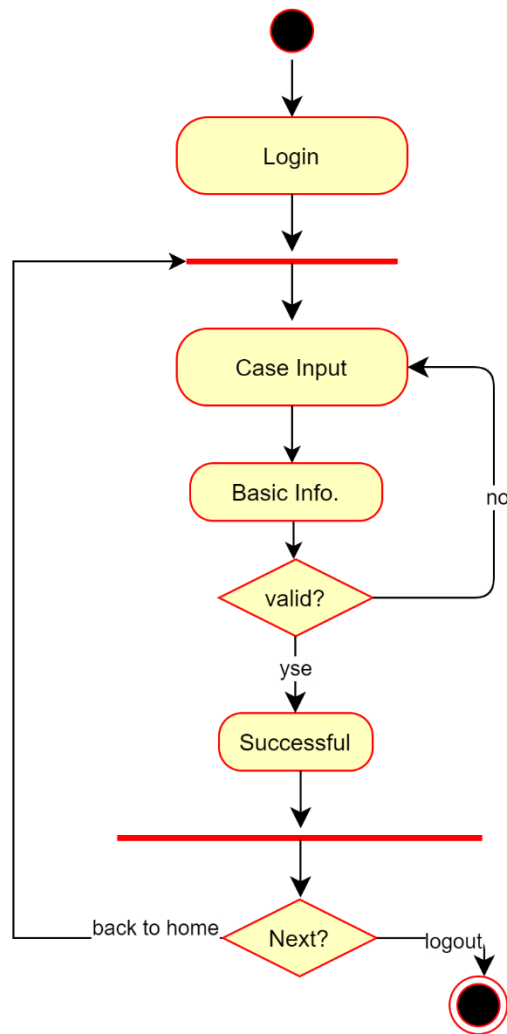 Login
Case Input
Basic Info.
no
valid?
yse
Successful
back to home
Next?
logout